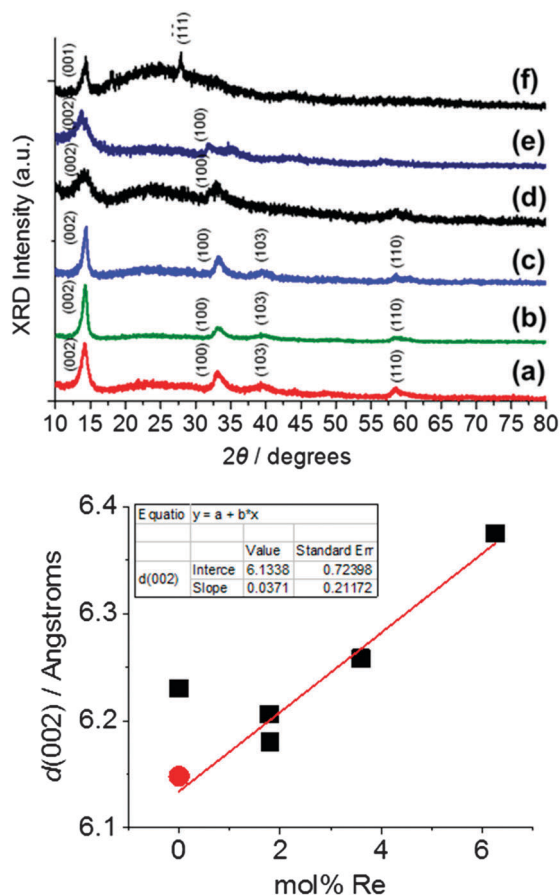 XRD Intensity (a.u.)
(001)
(111)
(f)
(002)
(100)
(e)
(002)
(100)
(d)
(002)
(100)
(103)
(110)
(c)
(002)
(100)
(103)
(110)
(b)
(002)
(100)
(103)
(110)
(a)
10 15 20 25 30 35 40 45 50 55 60 65 70 75 80
2θ / degrees
d(002) / Angstroms
6.4
6.3
6.2
6.1
Equatio y = a + b*x
Value Standard Err
d(002) Interce 6.1338 0.72398
Slope 0.0371 0.21172
0 2 4 6
mol% Re